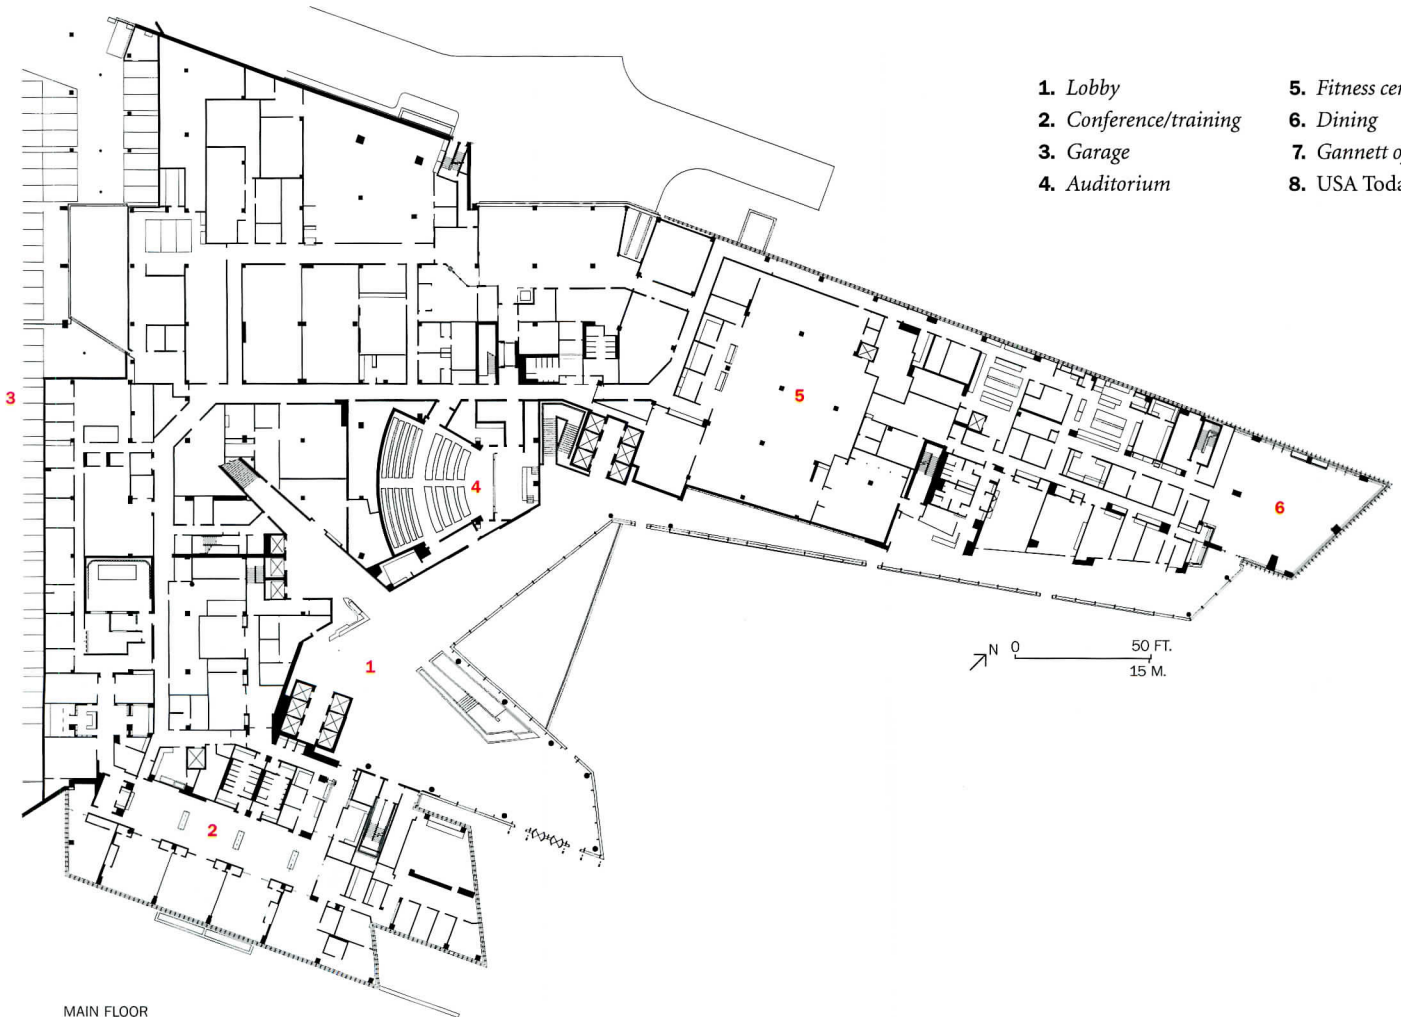 1. Lobby
2. Conference/training
3. Garage
4. Auditorium
5. Fitness
6. Dining
7. Gannett
8. USA
3
5
4
6
1
2
N 0 50 FT.
15 M.
MAIN FLOOR